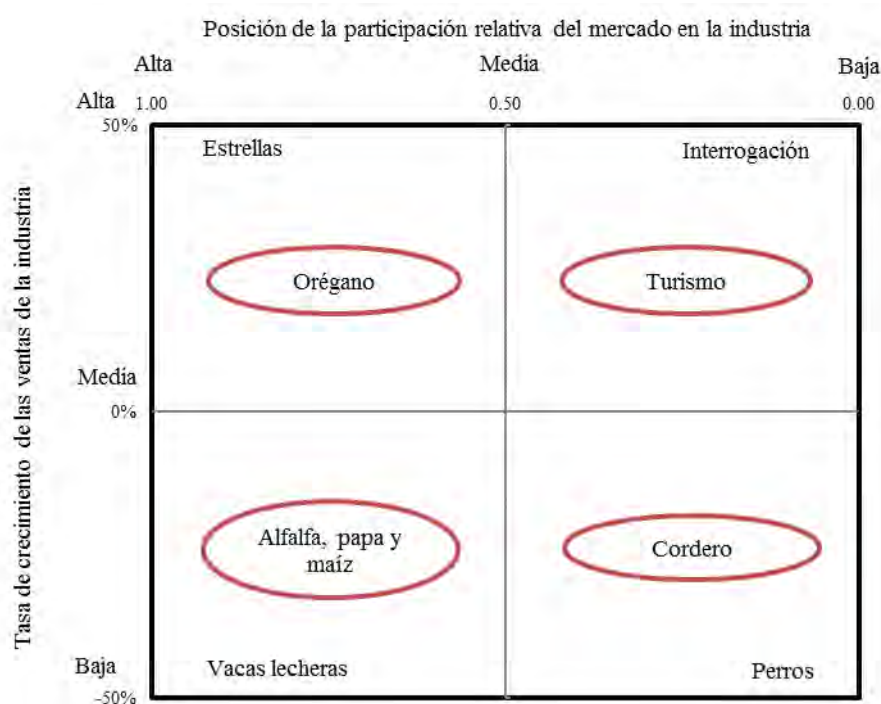 Posición de la participación relativa del mercado en la industria
Alta
Media
Baja
Alta
1.00
0.50
0.00
50%
Estrellas
Interrogación
Tasa de crecimiento de las ventas de la industria
Orégano
Turismo
Media
0%
Alfalfa, papa y
maíz
Cordero
Baja
Vacas lecheras
Perros
-50%